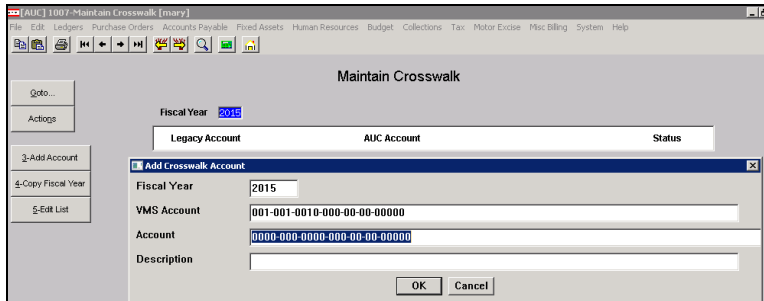 [AUC] 1007-Maintain Crosswalk [mary]
File Edit Ledgers Purchase Orders Accounts Payable Fixed Assets Human Resources Budget Collections Tax Motor Excise Misc Billing System Help
Maintain Crosswalk
Goto...
Actions
Fiscal Year 2015
Legacy Account AUC Account Status
3-Add Account
4-Copy Fiscal Year
5-Edit List
Add Crosswalk Account
Fiscal Year 2015
VMS Account 001-001-0010-000-00-00-00000
Account 0000-000-0000-000-00-00-00000
Description
OK Cancel